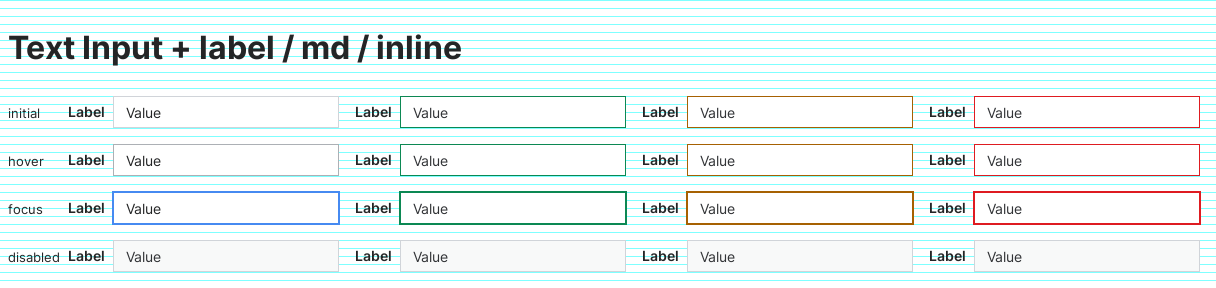 Text Input + label / md / inline
initial Label Value Label Value Label Value Label Value
hover Label Value Label Value Label Value Label Value
focus Label Value Label Value Label Value Label Value
disabled Label Value Label Value Label Value Label Value